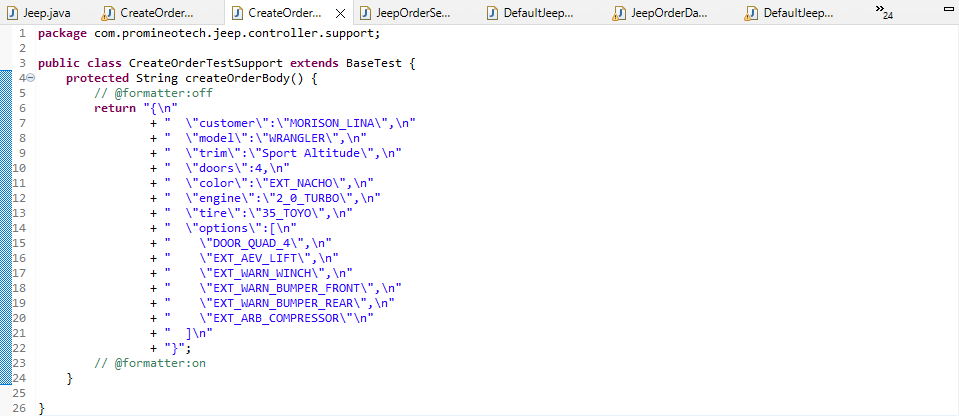 Jeep.java CreateOrder... CreateOrder... JeepOrderSe... DefaultJeep... JeepOrderDa... DefaultJeep... 24
1 package com.promineotech.jeep.controller.support;
2
3 public class CreateOrderTestSupport extends BaseTest {
4 protected String createOrderBody() {
5 // @formatter:off
6 return "{\n"
7 + "  \"customer\":\"MORISON_LINA\",\n"
8 + "  \"model\":\"WRANGLER\",\n"
9 + "  \"trim\":\"Sport Altitude\",\n"
10 + "  \"doors\":4,\n"
11 + "  \"color\":\"EXT_NACHO\",\n"
12 + "  \"engine\":\"2_0_TURBO\",\n"
13 + "  \"tire\":\"35_TOYO\",\n"
14 + "  \"options\":[\n"
15 + "    \"DOOR_QUAD_4\",\n"
16 + "    \"EXT_AEV_LIFT\",\n"
17 + "    \"EXT_WARN_WINCH\",\n"
18 + "    \"EXT_WARN_BUMPER_FRONT\",\n"
19 + "    \"EXT_WARN_BUMPER_REAR\",\n"
20 + "    \"EXT_ARB_COMPRESSOR\"\n"
21 + "  ]\n"
22 + "}";
23 // @formatter:on
24 }
25
26 }